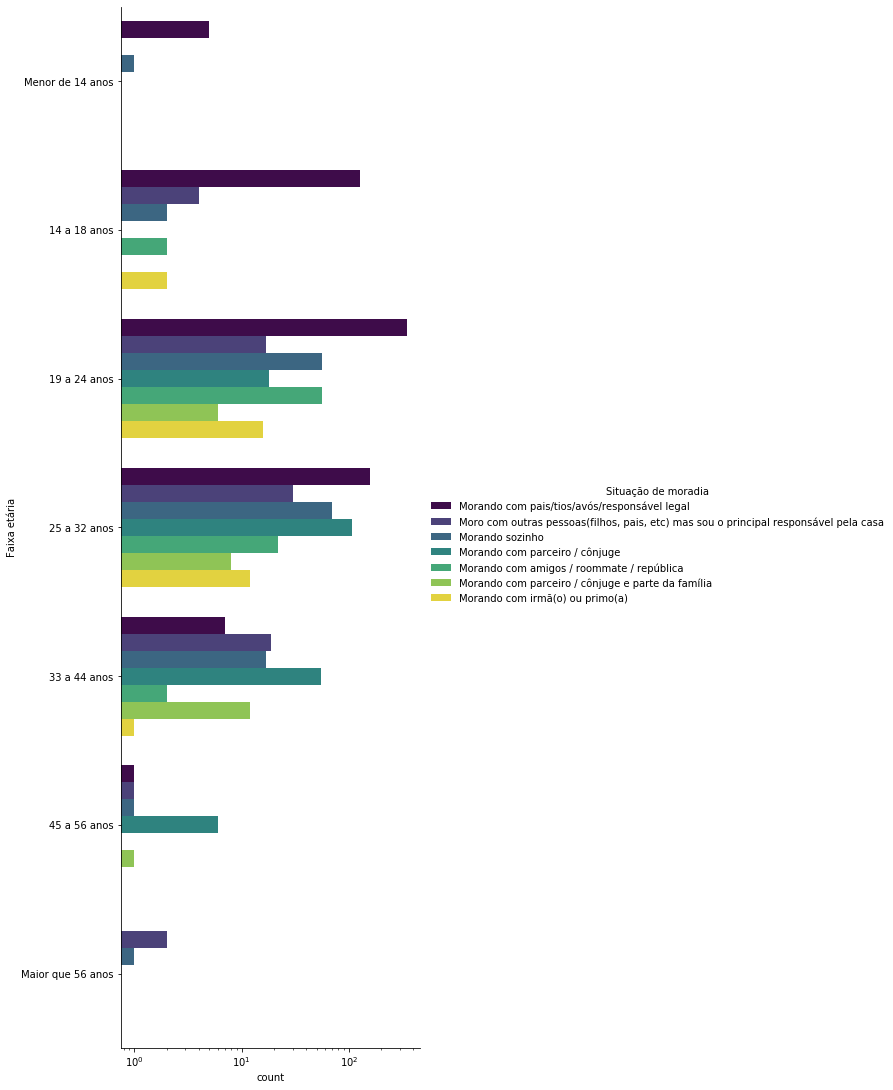 Menor de 14 anos
14 a 18 anos
19 a 24 anos
25 a 32 anos
33 a 44 anos
45 a 56 anos
Maior que 56 anos
Faixa etária
10⁰ 10¹ 10²
count
Situação de moradia
Morando com pais/tios/avós/responsável legal
Moro com outras pessoas(filhos, pais, etc) mas sou o principal responsável pela casa
Morando sozinho
Morando com parceiro / cônjuge
Morando com amigos / roommate / república
Morando com parceiro / cônjuge e parte da família
Morando com irmã(o) ou primo(a)